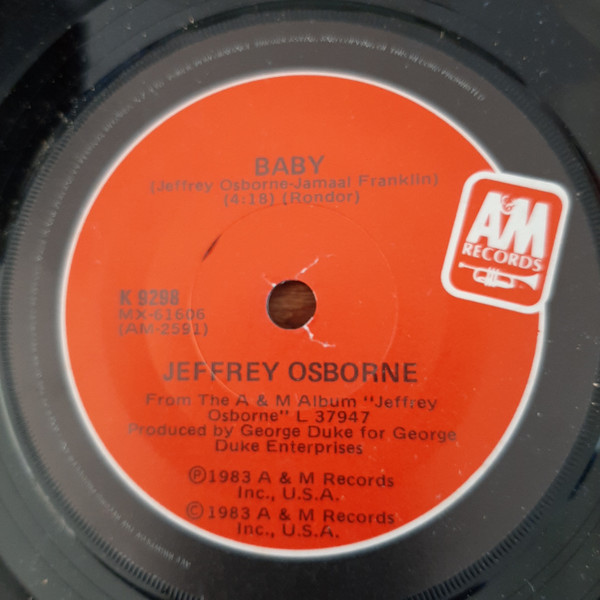 BABY
(Jeffrey Osborne-Jamaal Franklin)
(4:18) (Rondor)
A&M
RECORDS
K 9298
MX-61606
(AM-2591)
JEFFREY OSBORNE
From The A & M Album "Jeffrey
Osborne" L 37947
Produced by George Duke for George
Duke Enterprises
Ⓟ1983 A & M Records
Inc., U.S.A.
©1983 A & M Records
Inc., U.S.A.